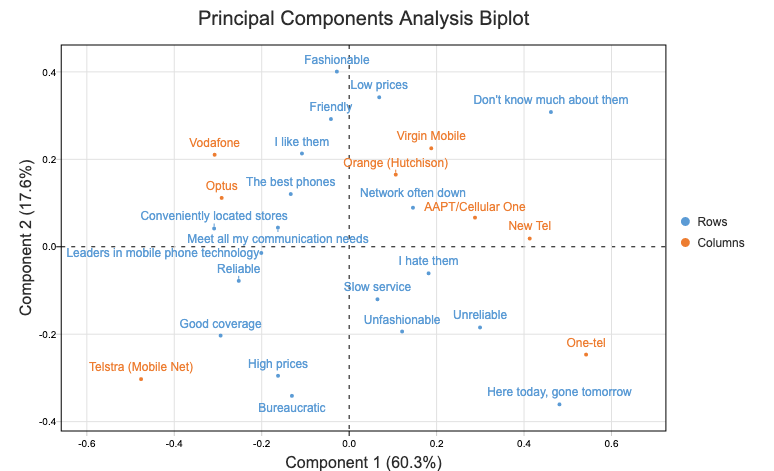 Principal Components Analysis Biplot
Fashionable
0.4
Low prices
Don't know much about them
Friendly
Virgin Mobile
Vodafone
I like them
Orange (Hutchison)
0.2
Optus
The best phones
Network often down
AAPT/Cellular One
Conveniently located stores
New Tel
Rows
Meet all my communication needs
Columns
0.0
Leaders in mobile phone technology
I hate them
Reliable
Slow service
Unreliable
Unfashionable
Good coverage
-0.2
One-tel
Telstra (Mobile Net)
High prices
Here today, gone tomorrow
Bureaucratic
-0.4
-0.6 -0.4 -0.2 0.0 0.2 0.4 0.6
Component 1 (60.3%)
Component 2 (17.6%)